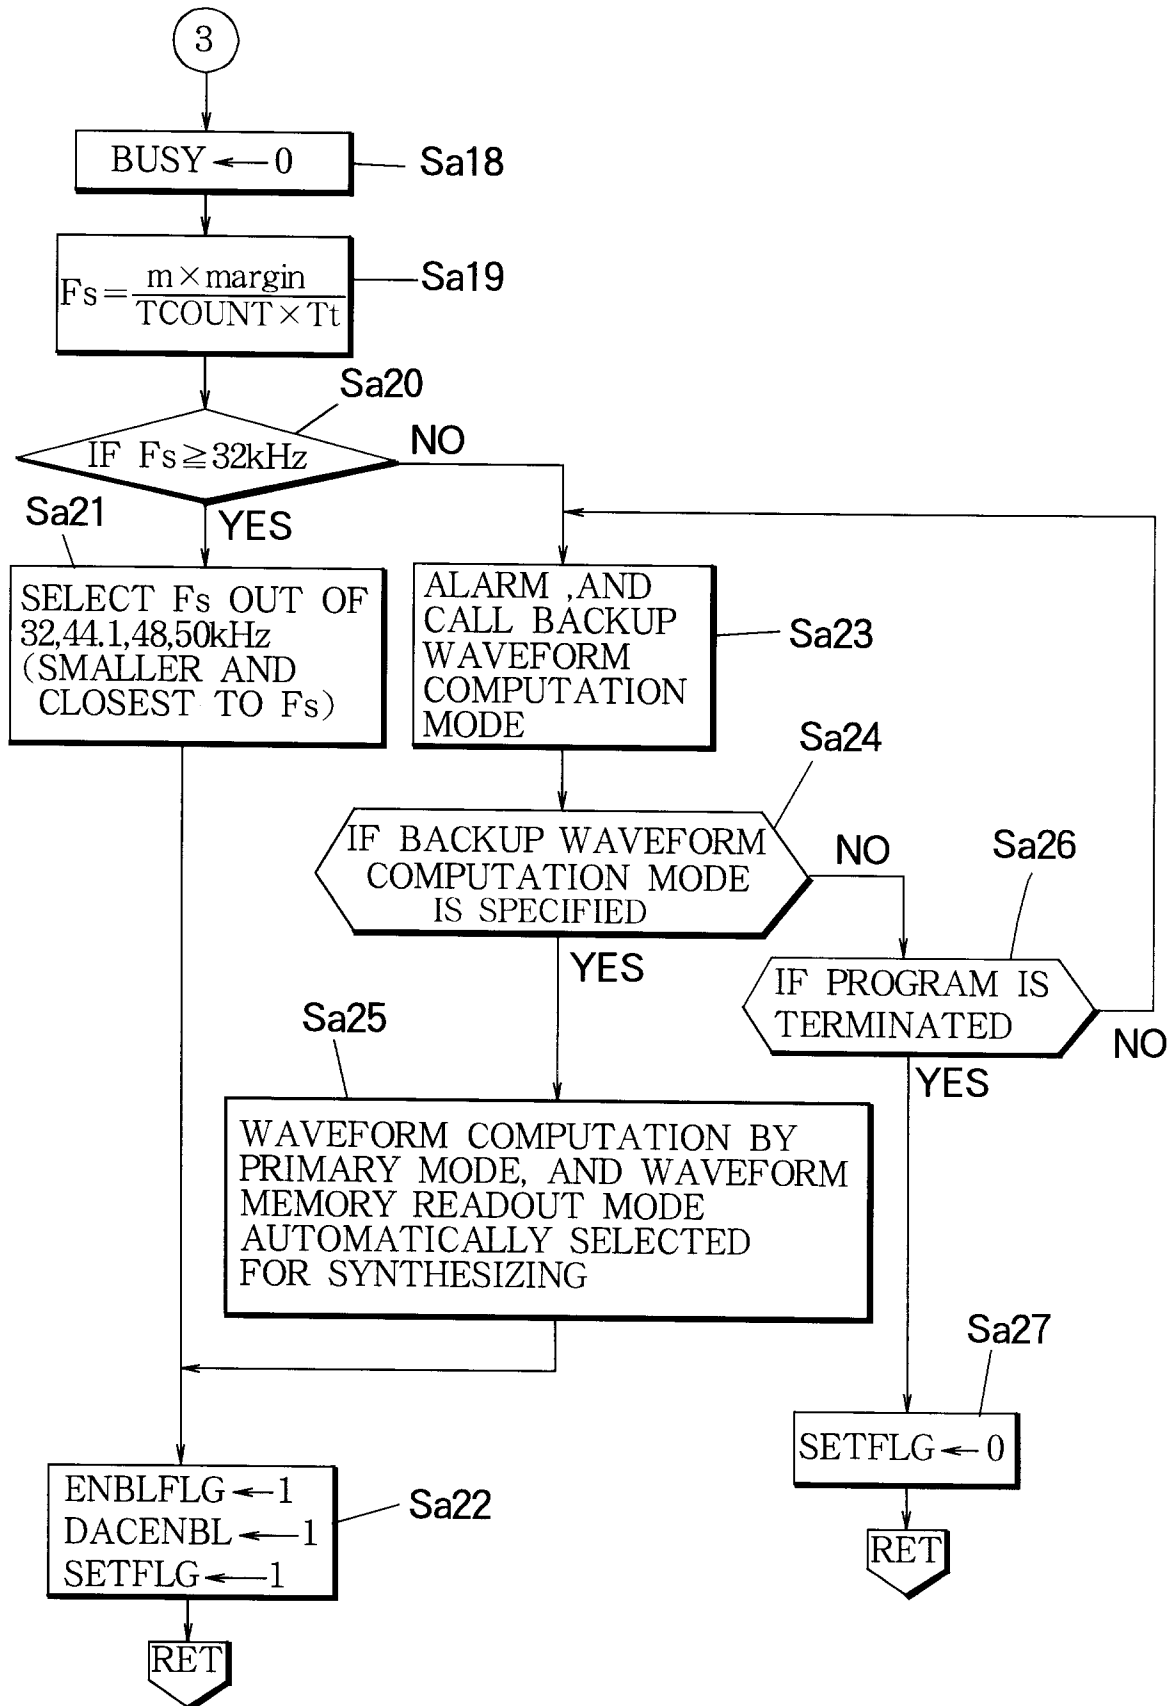 3
BUSY ← 0
Sa18
Fs = m × margin / TCOUNT × Tt
Sa19
Sa20
IF Fs ≧ 32kHz
NO
Sa21
YES
SELECT Fs OUT OF
32,44.1,48,50kHz
(SMALLER AND
CLOSEST TO Fs)
ALARM ,AND
CALL BACKUP
WAVEFORM
COMPUTATION
MODE
Sa23
Sa24
IF BACKUP WAVEFORM
COMPUTATION MODE
IS SPECIFIED
NO
Sa26
YES
IF PROGRAM IS
TERMINATED
NO
YES
Sa25
WAVEFORM COMPUTATION BY
PRIMARY MODE, AND WAVEFORM
MEMORY READOUT MODE
AUTOMATICALLY SELECTED
FOR SYNTHESIZING
Sa27
SETFLG ← 0
RET
ENBLFLG ← 1
DACENBL ← 1
SETFLG ← 1
Sa22
RET